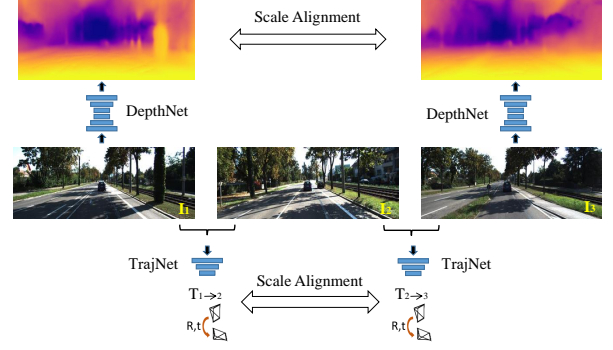 Scale Alignment
DepthNet
DepthNet
I1
I2
I3
TrajNet
TrajNet
Scale Alignment
T1→2
T2→3
R,t
R,t